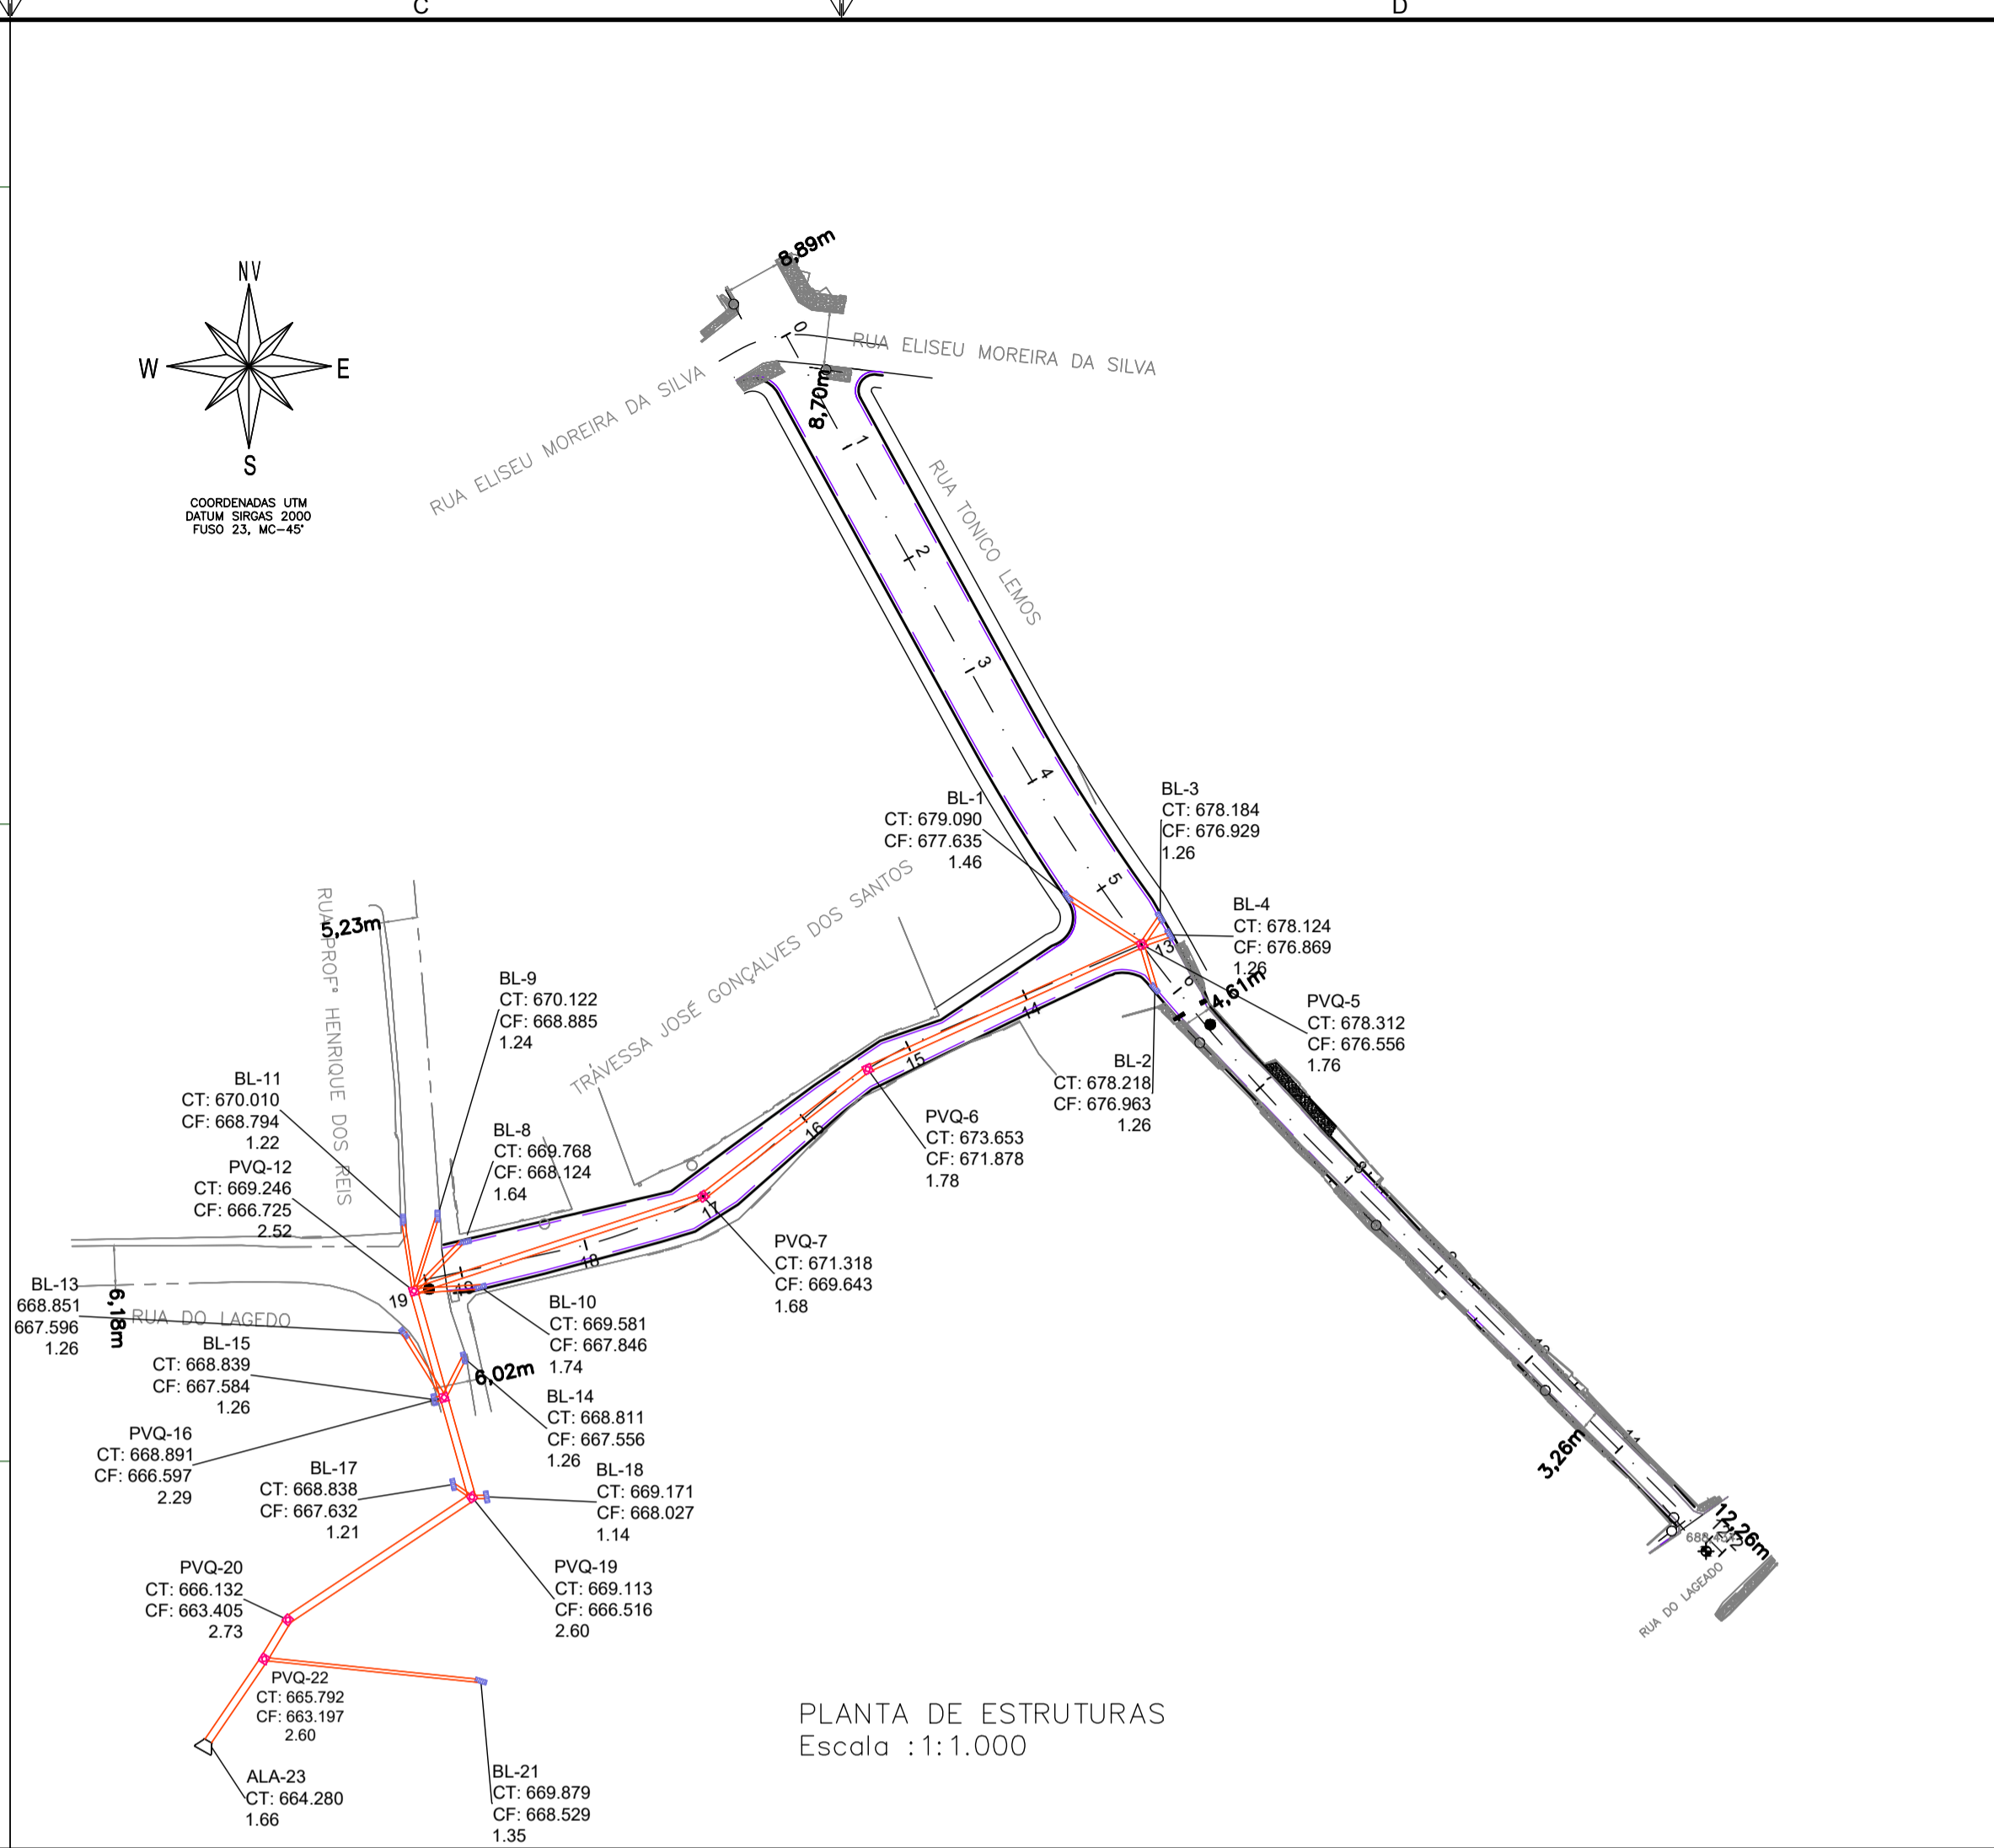 C
D
NV
W
E
S
COORDENADAS UTM
DATUM SIRGAS 2000
FUSO 23, MC-45°
8,89m
0
RUA ELISEU MOREIRA DA SILVA
RUA ELISEU MOREIRA DA SILVA
8,70m
1
RUA TONICO LEMOS
2
3
4
5
BL-1
CT: 679.090
CF: 677.635
1.46
BL-3
CT: 678.184
CF: 676.929
1.26
BL-4
CT: 678.124
CF: 676.869
1.26
13
6
4,61m
PVQ-5
CT: 678.312
CF: 676.556
1.76
14
15
BL-2
CT: 678.218
CF: 676.963
1.26
TRAVESSA JOSÉ GONÇALVES DOS SANTOS
RUA PROFº HENRIQUE DOS REIS
5,23m
BL-9
CT: 670.122
CF: 668.885
1.24
BL-11
CT: 670.010
CF: 668.794
1.22
BL-8
CT: 669.768
CF: 668.124
1.64
PVQ-12
CT: 669.246
CF: 666.725
2.52
PVQ-6
CT: 673.653
CF: 671.878
1.78
16
17
18
19
19
PVQ-7
CT: 671.318
CF: 669.643
1.68
BL-13
668.851
667.596
1.26
6,18m
RUA DO LAGEDO
BL-10
CT: 669.581
CF: 667.846
1.74
BL-15
CT: 668.839
CF: 667.584
1.26
6,02m
BL-14
CT: 668.811
CF: 667.556
1.26
PVQ-16
CT: 668.891
CF: 666.597
2.29
BL-17
CT: 668.838
CF: 667.632
1.21
BL-18
CT: 669.171
CF: 668.027
1.14
PVQ-20
CT: 666.132
CF: 663.405
2.73
PVQ-19
CT: 669.113
CF: 666.516
2.60
PVQ-22
CT: 665.792
CF: 663.197
2.60
ALA-23
CT: 664.280
1.66
BL-21
CT: 669.879
CF: 668.529
1.35
3,26m
12,26m
RUA DO LAGEADO
PLANTA DE ESTRUTURAS
Escala :1:1.000